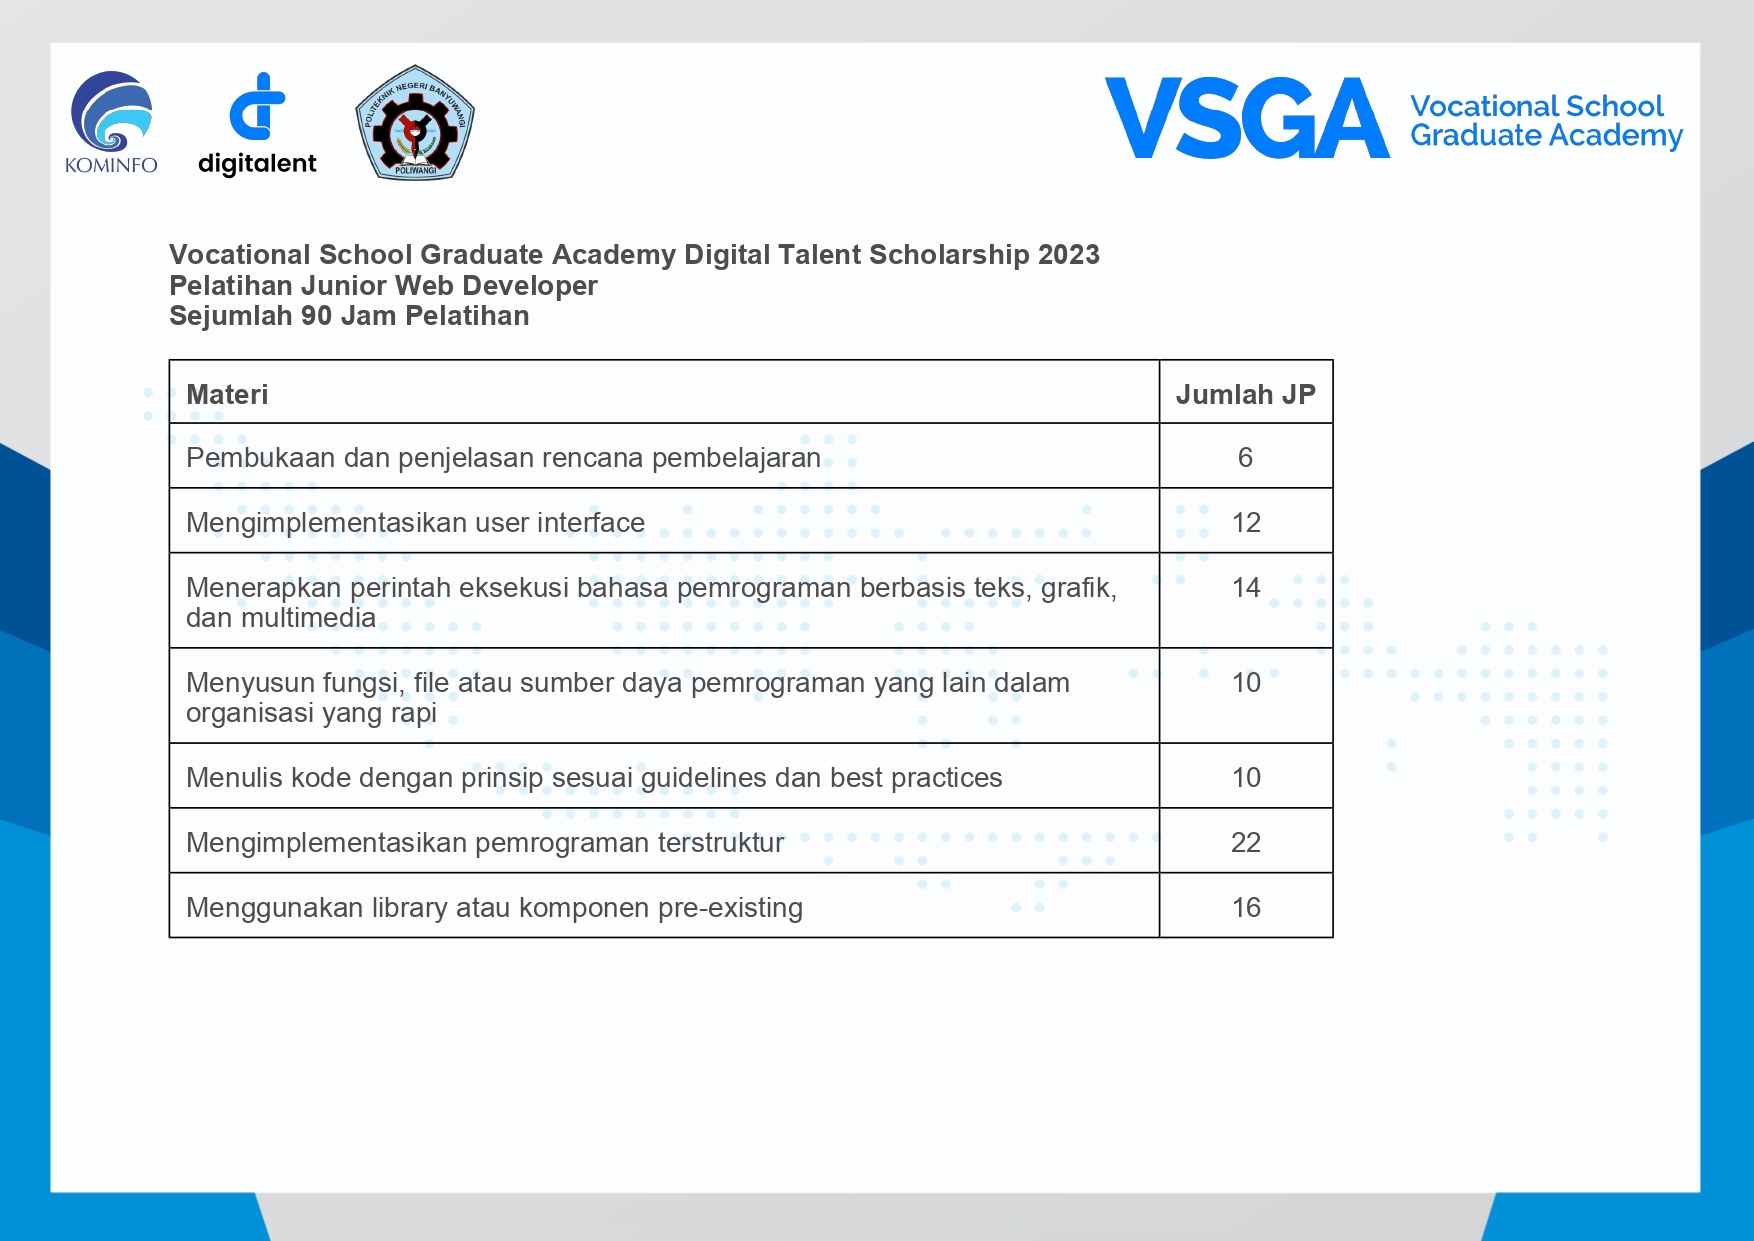 KOMINFO
digitalent
POLITEKNIK NEGERI BANYUWANGI
POLIWANGI
VSGA
Vocational School
Graduate Academy
Vocational School Graduate Academy Digital Talent Scholarship 2023
Pelatihan Junior Web Developer
Sejumlah 90 Jam Pelatihan
Materi Jumlah JP
Pembukaan dan penjelasan rencana pembelajaran 6
Mengimplementasikan user interface 12
Menerapkan perintah eksekusi bahasa pemrograman berbasis teks, grafik, 14
dan multimedia
Menyusun fungsi, file atau sumber daya pemrograman yang lain dalam 10
organisasi yang rapi
Menulis kode dengan prinsip sesuai guidelines dan best practices 10
Mengimplementasikan pemrograman terstruktur 22
Menggunakan library atau komponen pre-existing 16